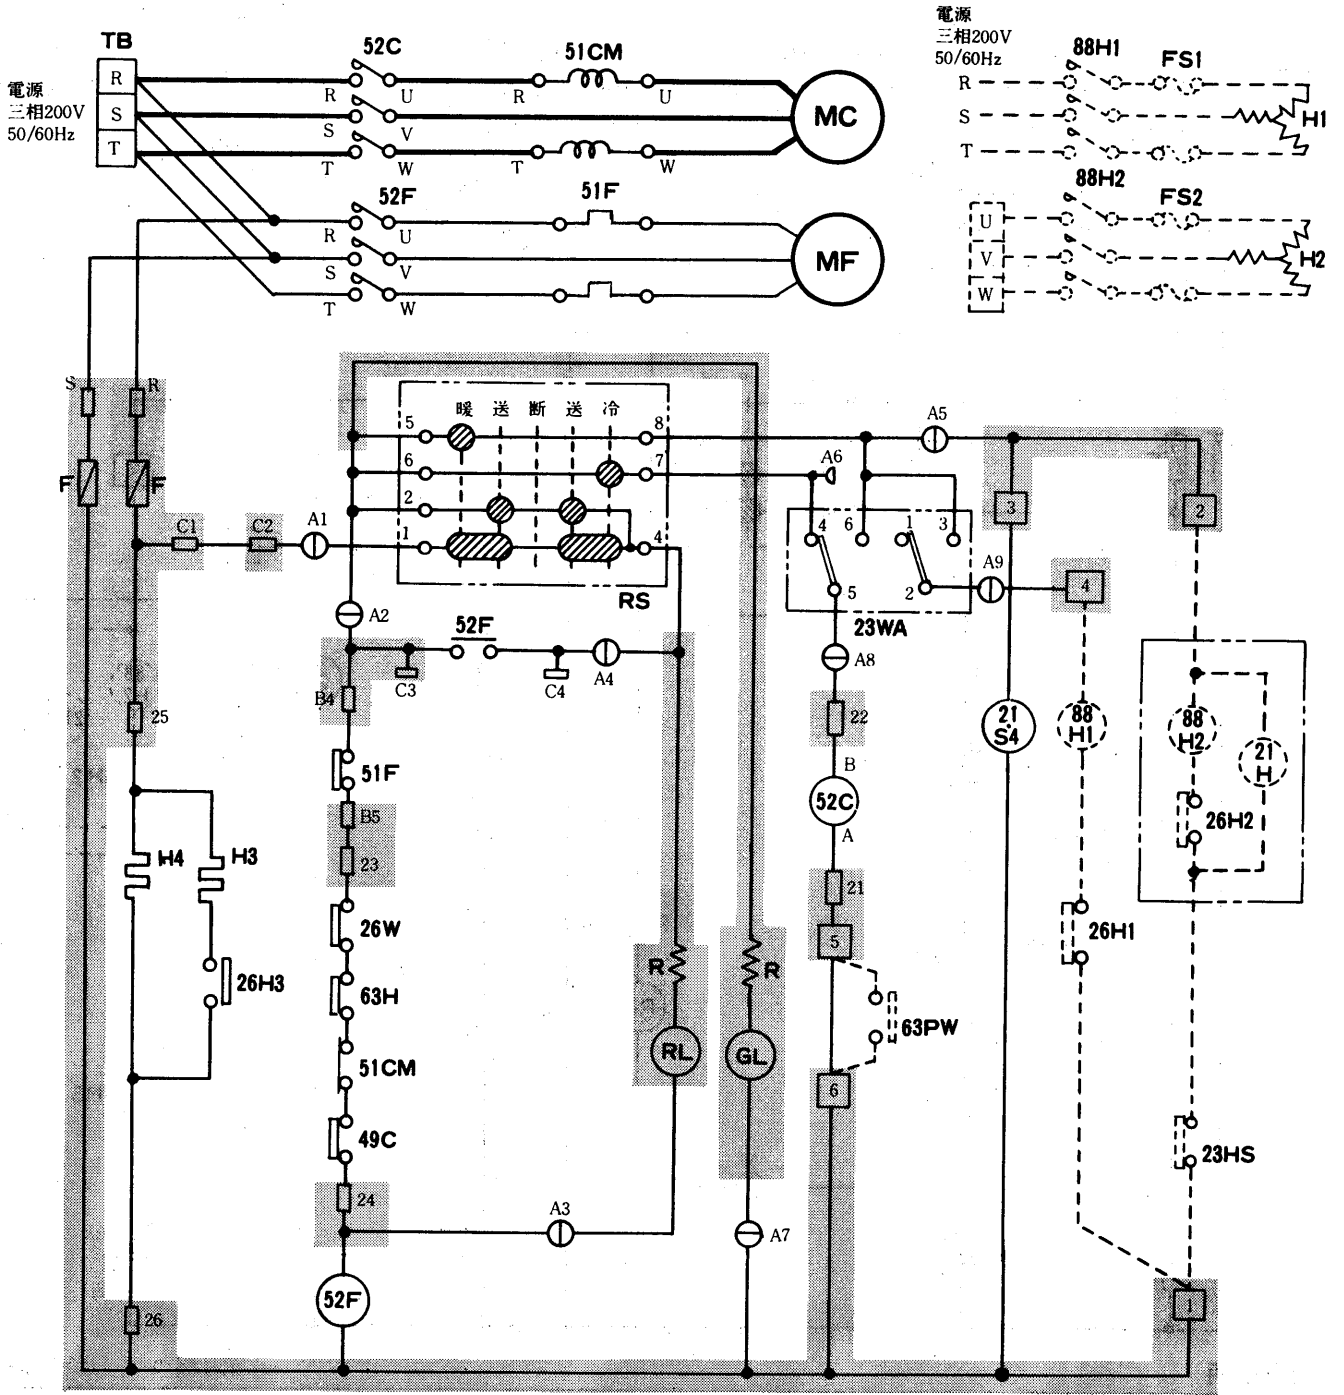 TB
電源
三相200V
50/60Hz
R
S
T
52C
51CM
R
U
R
U
S
V
T
W
T
W
MC
52F
51F
R
U
S
V
T
W
MF
電源
三相200V
50/60Hz
88H1
FS1
R
S
T
H1
88H2
FS2
U
V
W
H2
S
R
F
F
C1
C2
A1
暖 送 断 送 冷
5
8
6
7
2
1
4
RS
A5
A6
4
6
1
3
5
2
23WA
A9
3
2
4
A2
52F
C3
C4
A4
A8
B4
25
51F
22
B
52C
A
21
S4
88
H1
88
H2
21
H
26H2
B5
23
H4
H3
26W
21
5
26H1
26H3
63H
R
R
63PW
51CM
RL
GL
6
49C
23HS
24
A3
A7
52F
26
1